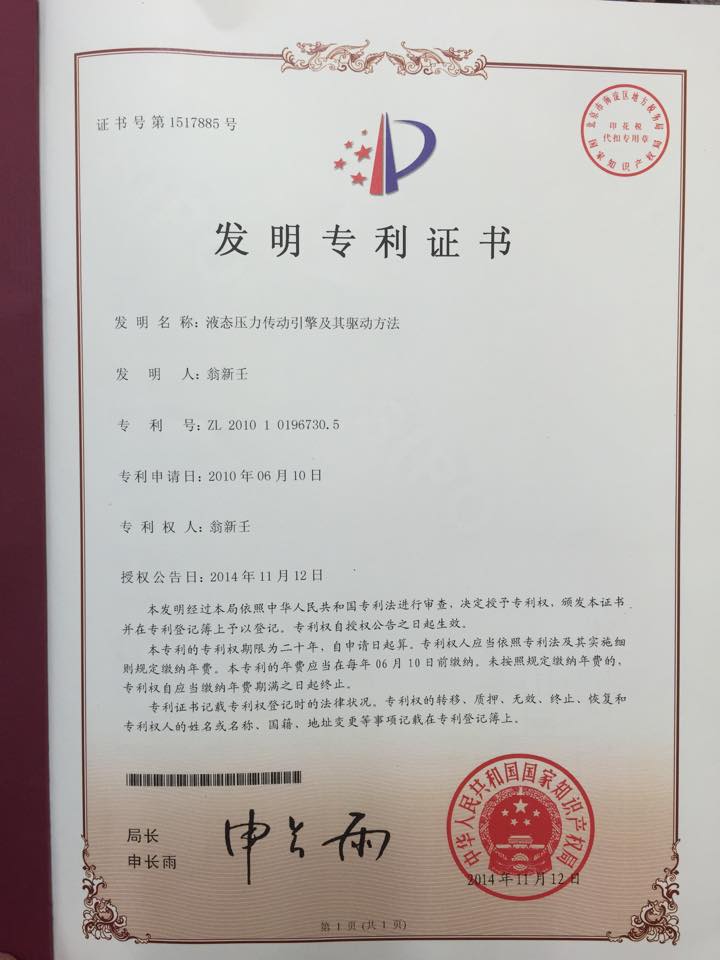 证书号第1517885号
北京市海淀区地方税务局
印花税
代扣专用章
国家知识产权局
发明专利证书
发 明 名 称：液态压力传动引擎及其驱动方法
发 明 人：翁新壬
专 利 号：ZL 2010 1 0196730.5
专利申请日：2010年06月10日
专 利 权 人：翁新壬
授权公告日：2014年11月12日
本发明经过本局依照中华人民共和国专利法进行审查，决定授予专利权，颁发本证书
并在专利登记簿上予以登记。专利权自授权公告之日起生效。
本专利的专利权期限为二十年，自申请日起算。专利权人应当依照专利法及其实施细
则规定缴纳年费。本专利的年费应当在每年06月10日前缴纳。未按照规定缴纳年费的，
专利权自应当缴纳年费期满之日起终止。
专利证书记载专利权登记时的法律状况。专利权的转移、质押、无效、终止、恢复和
专利权人的姓名或名称、国籍、地址变更等事项记载在专利登记簿上。
局长
申长雨
申长雨
中华人民共和国国家知识产权局
2014年11月12日
第1页(共1页)